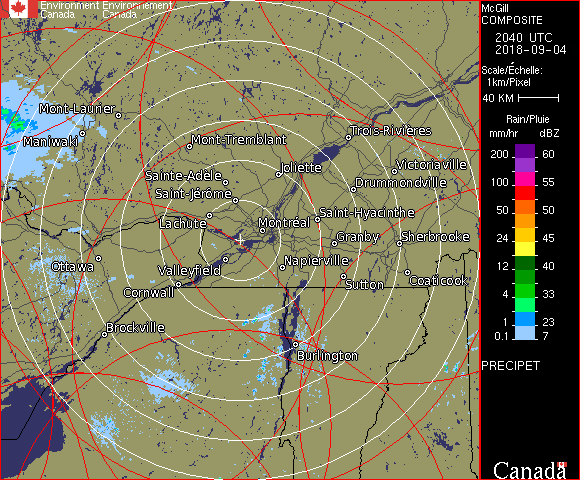 Environment Environnement
Canada Canada
McGill
COMPOSITE
2040 UTC
2018-09-04
Scale/Échelle:
1km/Pixel
40 KM
Rain/Pluie
mm/hr dBZ
200 60
155 57
100 55
50 50
24 45
12 40
4 33
1 23
0.1 7
PRECIPET
Canada
Mont-Laurier
Maniwaki
Mont-Tremblant
Trois-Rivières
Joliette
Victoriaville
Sainte-Adèle
Drummondville
Saint-Jérôme
Saint-Hyacinthe
Lachute
Montréal
Granby
Sherbrooke
Ottawa
Valleyfield
Napierville
Cornwall
Sutton
Coaticook
Brockville
Burlington